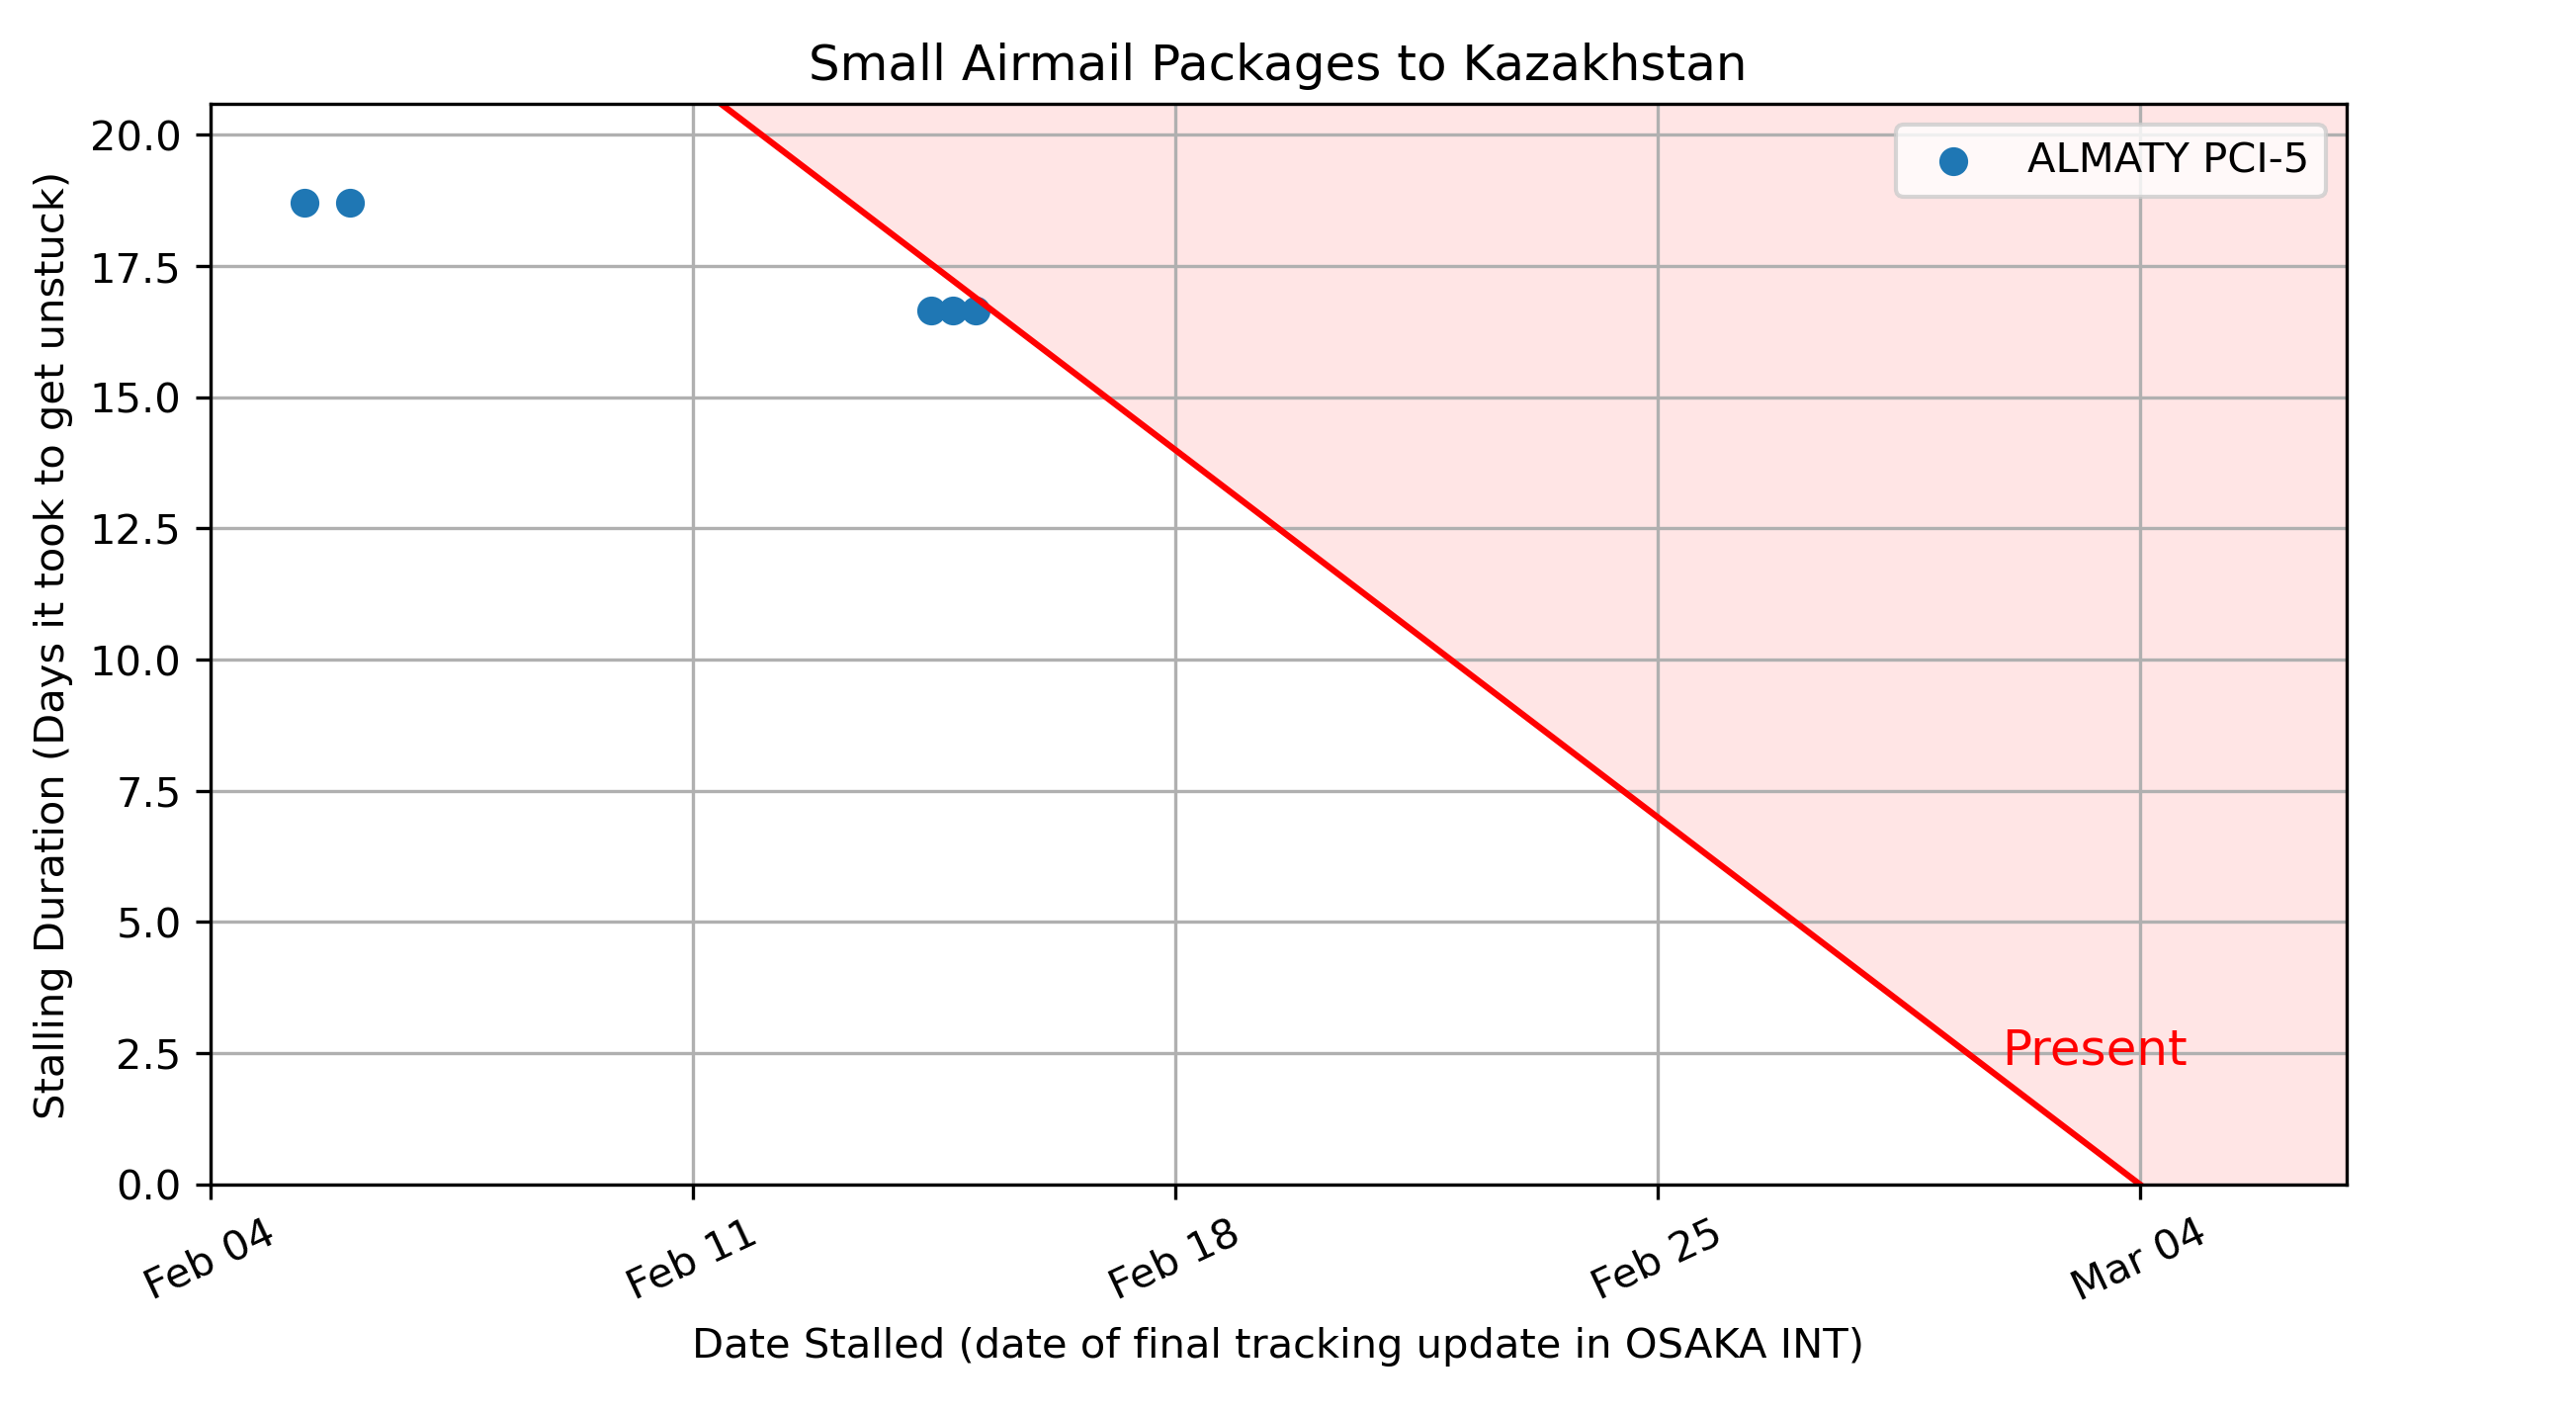 Small Airmail Packages to Kazakhstan
ALMATY PCI-5
Stalling Duration (Days it took to get unstuck)
20.0
17.5
15.0
12.5
10.0
7.5
5.0
2.5
0.0
Present
Feb 04
Feb 11
Feb 18
Feb 25
Mar 04
Date Stalled (date of final tracking update in OSAKA INT)